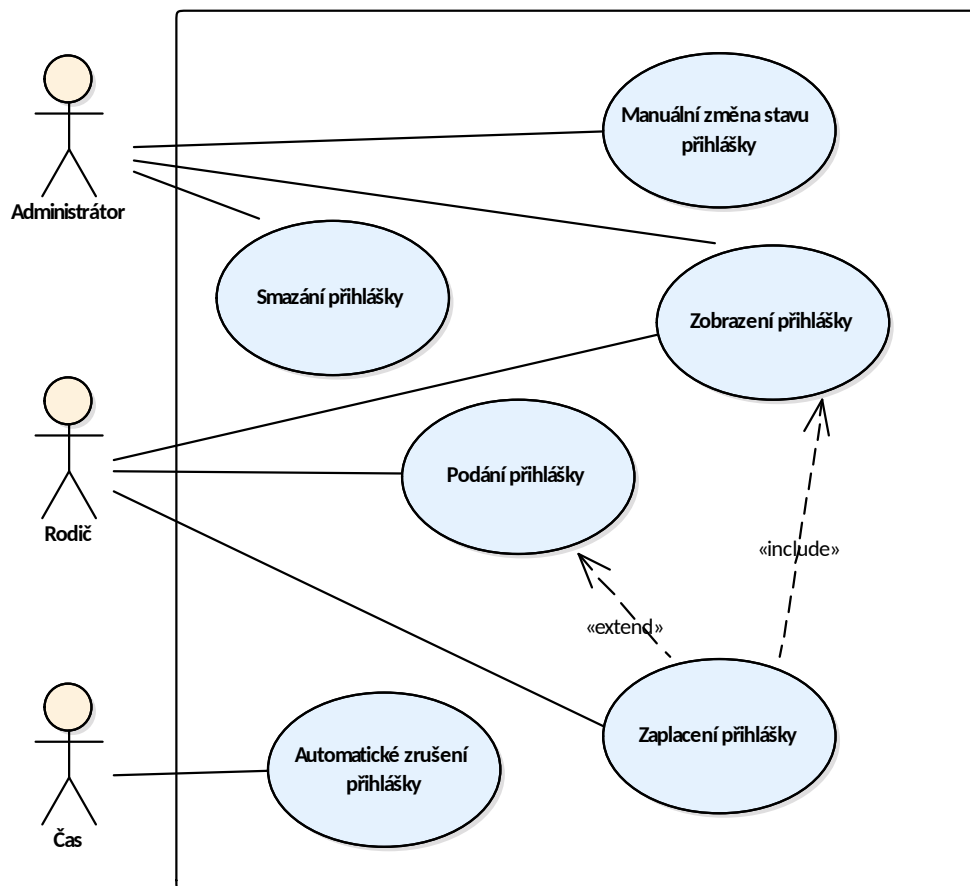 Manuální změna stavu
přihlášky
Administrátor
Smazání přihlášky
Zobrazení přihlášky
Podání přihlášky
Rodič
«include»
«extend»
Zaplacení přihlášky
Automatické zrušení
přihlášky
Čas